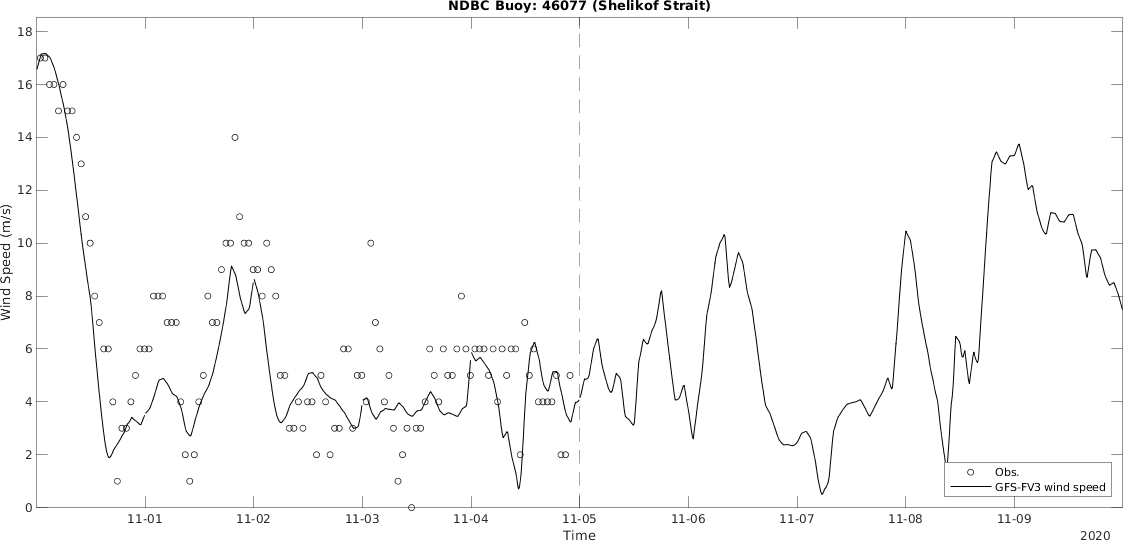 NDBC Buoy: 46077 (Shelikof Strait)
18
16
14
12
10
8
6
4
2
0
Wind Speed (m/s)
Obs.
GFS-FV3 wind speed
11-01 11-02 11-03 11-04 11-05 11-06 11-07 11-08 11-09
Time
2020